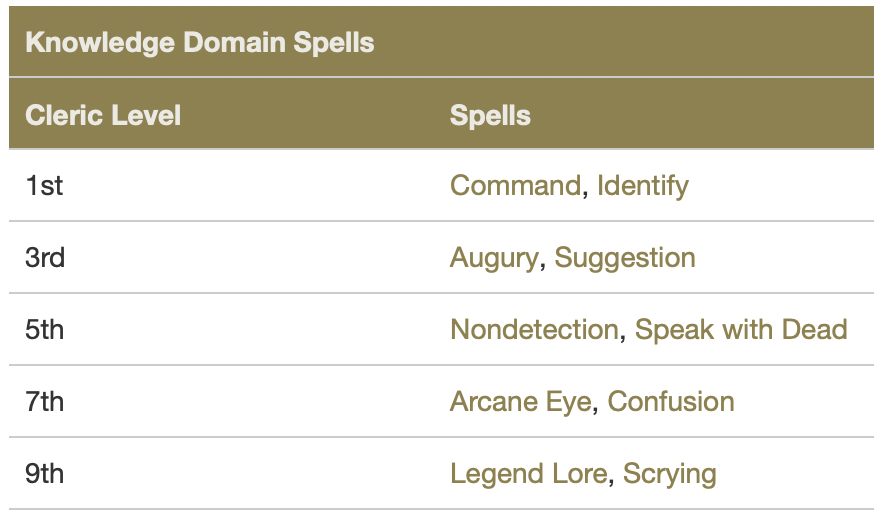 Knowledge Domain Spells
Cleric Level Spells
1st Command, Identify
3rd Augury, Suggestion
5th Nondetection, Speak with Dead
7th Arcane Eye, Confusion
9th Legend Lore, Scrying